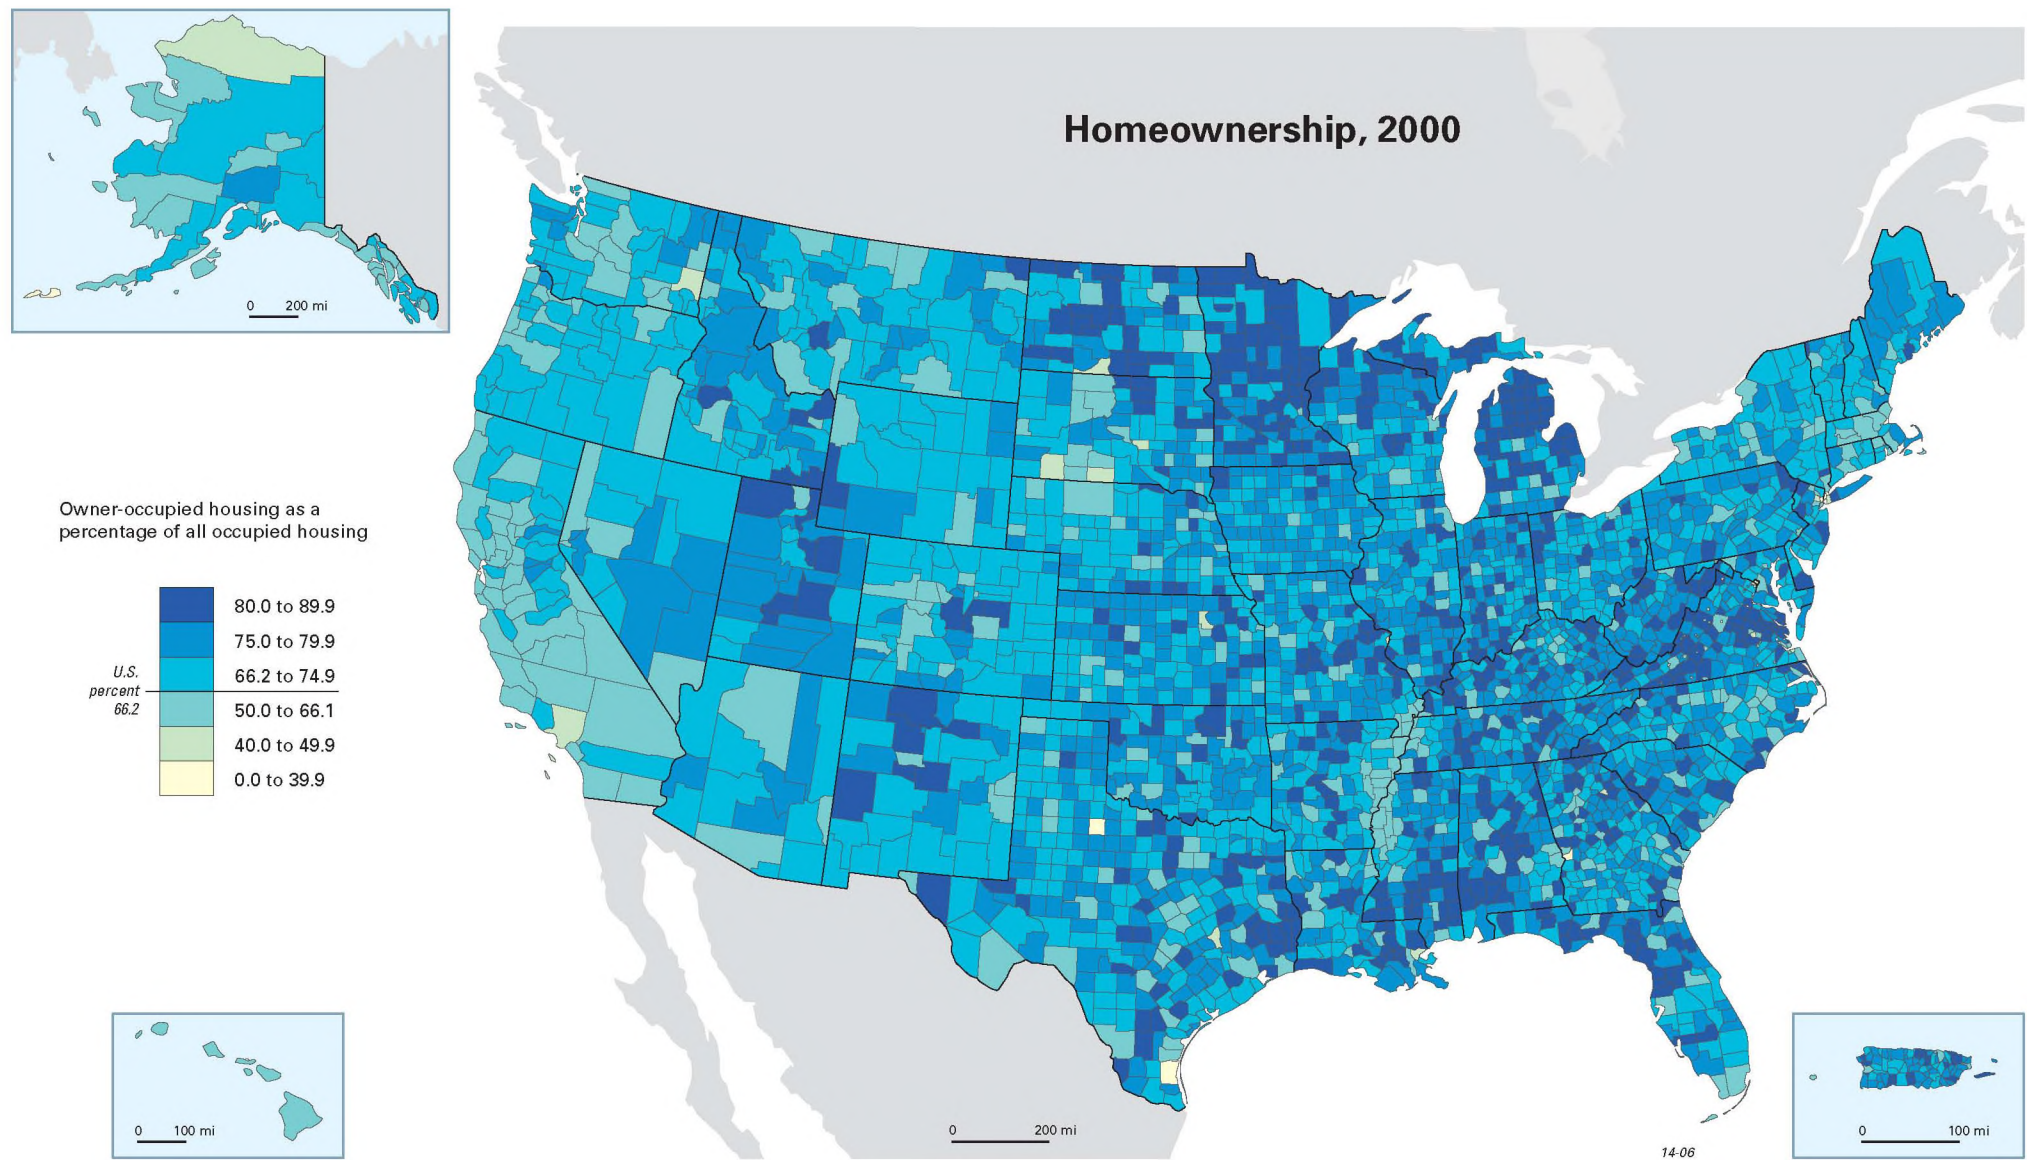 Homeownership, 2000
0 200 mi
Owner-occupied housing as a
percentage of all occupied housing
80.0 to 89.9
75.0 to 79.9
66.2 to 74.9
U.S.
percent
66.2
50.0 to 66.1
40.0 to 49.9
0.0 to 39.9
0 100 mi
0 200 mi
0 100 mi
14-06